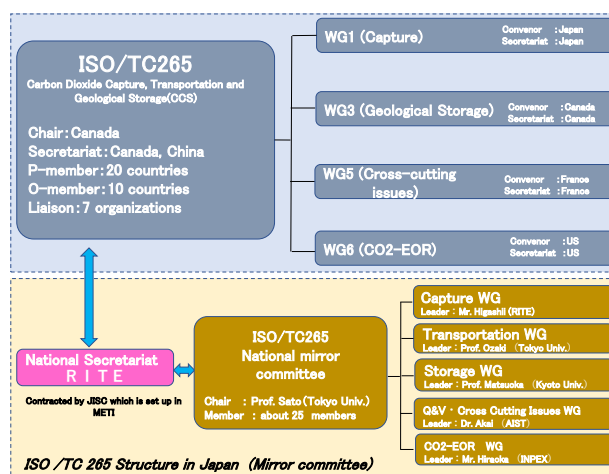 ISO/TC265
Carbon Dioxide Capture, Transportation and
Geological Storage(CCS)
Chair:Canada
Secretariat:Canada, China
P-member:20 countries
O-member:10 countries
Liaison:7 organizations
WG1 (Capture)
Convenor :Japan
Secretariat :Japan
WG3 (Geological Storage)
Convenor :Canada
Secretariat :Canada
WG5 (Cross-cutting
issues)
Convenor :France
Secretariat :France
WG6 (CO2-EOR)
Convenor :US
Secretariat :US
National Secretariat
R I T E
Contracted by JISC which is set up in
METI
ISO/TC265
National mirror
committee
Chair : Prof. Sato(Tokyo Univ.)
Member : about 25 members
Capture WG
Leader:Mr. Higashii (RITE)
Transportation WG
Leader:Prof. Ozaki (Tokyo Univ.)
Storage WG
Leader:Prof. Matsuoka (Kyoto Univ.)
Q&V・Cross Cutting Issues WG
Leader:Dr. Akai (AIST)
CO2-EOR WG
Leader:Mr. Hiraoka (INPEX)
ISO /TC 265 Structure in Japan (Mirror committee)